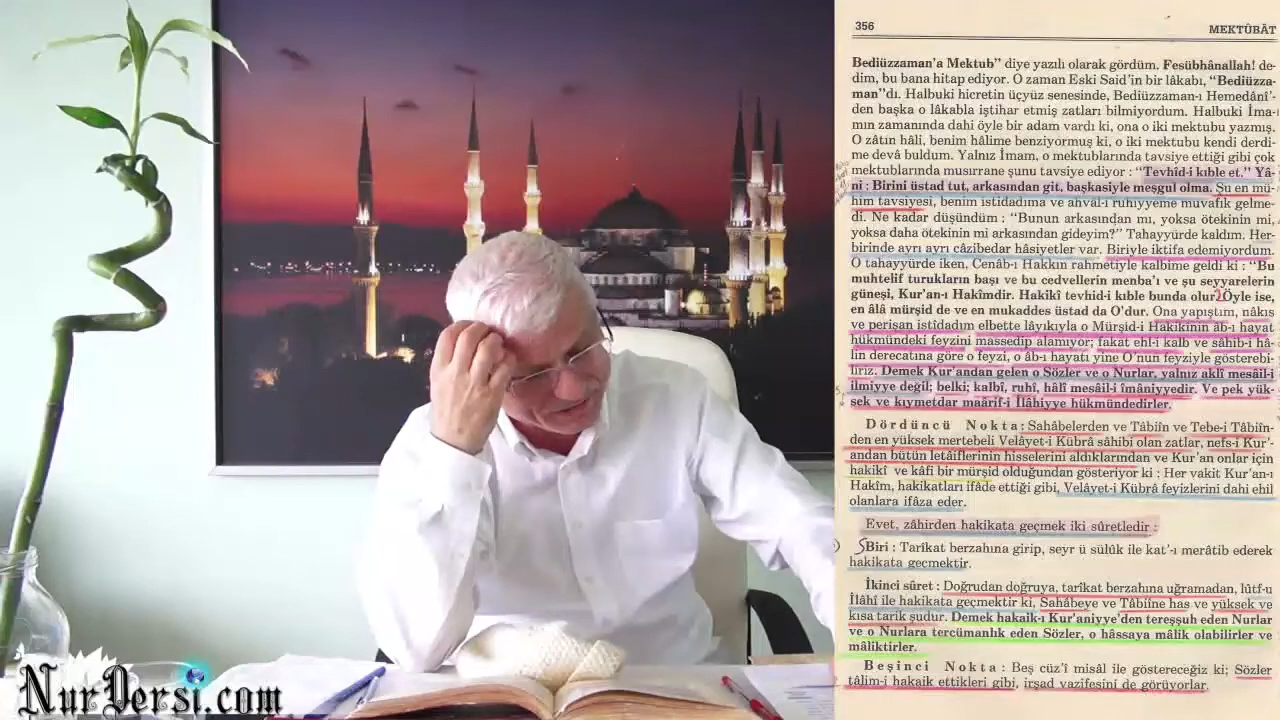 356 MEKTÛBÂT
Bediüzzaman'a Mektub" diye yazılı olarak gördüm. Fesübhânallah! de-
dim, bu bana hitap ediyor. O zaman Eski Said'in bir lâkabı, "Bediüzza-
man"dı. Halbuki hicretin üçyüz senesinde, Bediüzzaman-ı Hemedânî'-
den başka o lâkabla iştihar etmiş zatları bilmiyordum. Halbuki İma-
mın zamanında dahi öyle bir adam vardı ki, ona o iki mektubu yazmış.
O zâtın hâli, benim hâlime benziyormuş ki, o iki mektubu kendi derdi-
me devâ buldum. Yalnız İmam, o mektublarında tavsiye ettiği gibi çok
mektublarında musırrane şunu tavsiye ediyor : "Tevhîd-i kıble et." Yâ-
ni : Birini üstad tut, arkasından git, başkasiyle meşgul olma. Şu en mü-
him tavsiyesi, benim istîdadıma ve ahvâl-i ruhiyyeme muvafık gelme-
di. Ne kadar düşündüm : "Bunun arkasından mı, yoksa ötekinin mi
yoksa daha ötekinin mi arkasından gideyim?" Tahayyürde kaldım. Her-
birinde ayrı ayrı câzibedar hâsiyetler var. Biriyle iktifa edemiyordum.
O tahayyürde iken, Cenâb-ı Hakkın rahmetiyle kalbime geldi ki : "Bu
muhtelif turukların başı ve bu cedvellerin menba'ı ve şu seyyarelerin
güneşi, Kur'an-ı Hakîmdir. Hakikî tevhid-i kıble bunda olur. Öyle ise,
en âlâ mürşid de ve en mukaddes üstad da O'dur. Ona yapıştım, nâkıs
ve perişan istîdadım elbette lâyıkıyla o Mürşid-i Hakikînin âb-ı hayat
hükmündeki feyzini massedip alamıyor; fakat ehl-i kalb ve sâhib-i hâ-
lin derecatına göre o feyzi, o âb-ı hayatı yine O'nun feyziyle gösterebi-
liriz. Demek Kur'andan gelen o Sözler ve o Nurlar, yalnız aklî mesâil-i
ilmiyye değil; belki; kalbî, ruhî, hâlî mesâil-i îmâniyyedir. Ve pek yük-
sek ve kıymetdar maârif-i İlâhiyye hükmündedirler.
Dördüncü Nokta: Sahâbelerden ve Tâbiîn ve Tebe-i Tâbiîn-
den en yüksek mertebeli Velâyet-i Kübrâ sâhibi olan zatlar, nefs-i Kur'-
andan bütün letâiflerinin hisselerini aldıklarından ve Kur'an onlar için
hakikî ve kâfi bir mürşid olduğundan gösteriyor ki : Her vakit Kur'an-ı
Hakîm, hakikatları ifâde ettiği gibi, Velâyet-i Kübrâ feyizlerini dahi ehil
olanlara ifâza eder.
Evet, zâhirden hakikata geçmek iki sûretledir :
Biri : Tarîkat berzahına girip, seyr ü sülûk ile kat'-ı merâtib ederek
hakikata geçmektir.
İkinci sûret : Doğrudan doğruya, tarîkat berzahına uğramadan, lûtf-u
İlâhî ile hakikata geçmektir ki, Sahâbeye ve Tâbiîne has ve yüksek ve
kısa tarik şudur. Demek hakaik-ı Kur'aniyye'den tereşşuh eden Nurlar
ve o Nurlara tercümanlık eden Sözler, o hâssaya mâlik olabilirler ve
mâliktirler.
Beşinci Nokta : Beş cüz'î misâl ile göstereceğiz ki; Sözler
tâlim-i hakaik ettikleri gibi, irşad vazifesini de görüyorlar.
NurDersi.com